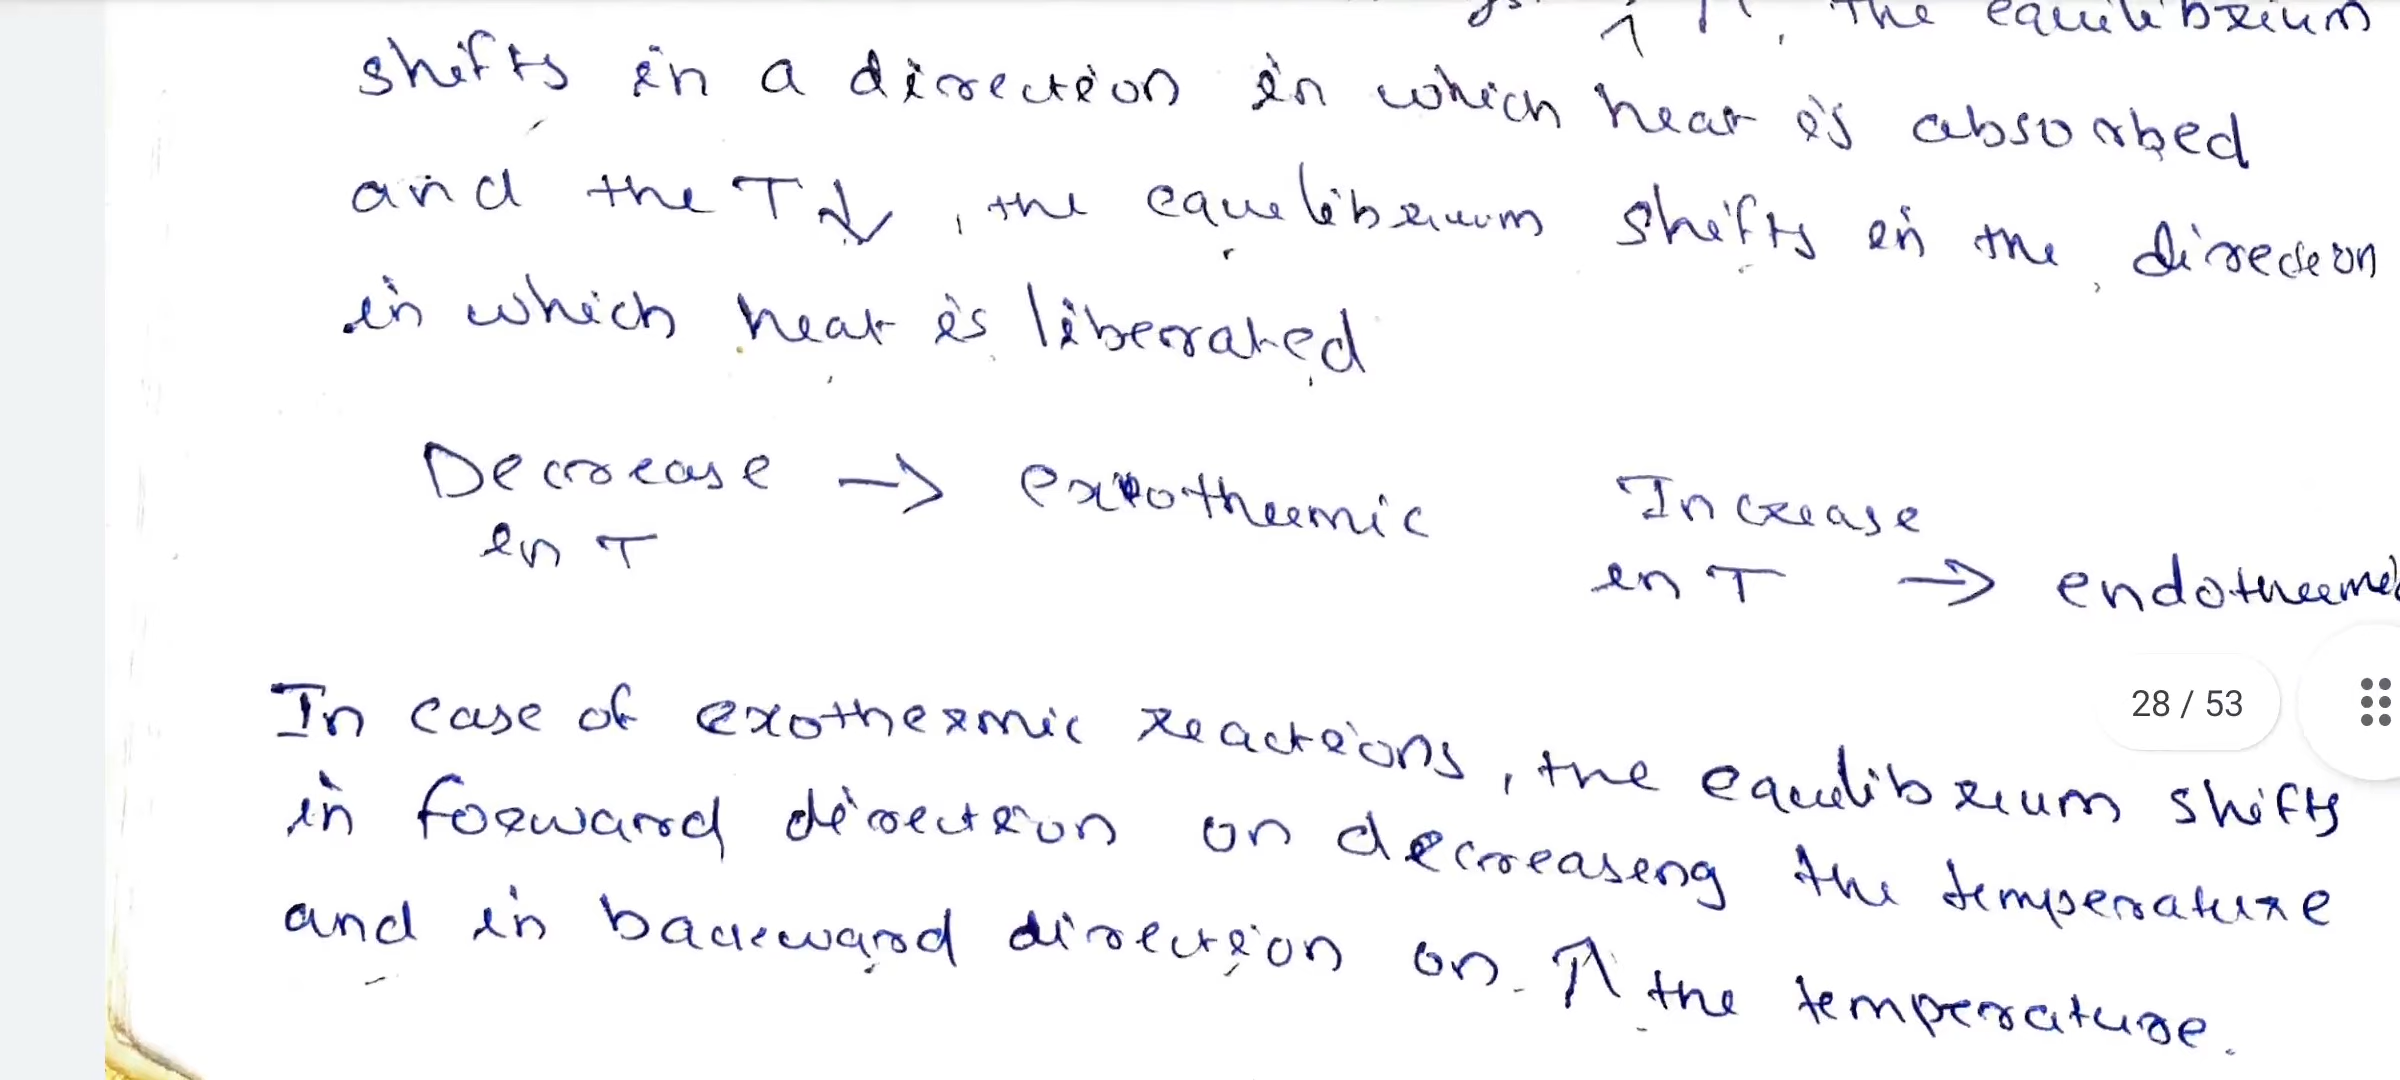 the equilibrium
shifts in a direction in which heat is absorbed
and the T ↓, the equilibrium shifts in the direction
in which heat is liberated
Decrease → exothermic Increase
in T in T → endothermic
28 / 53
In case of exothermic reactions, the equilibrium shifts
in forward direction on decreasing the temperature
and in backward direction on ↑ the temperature.